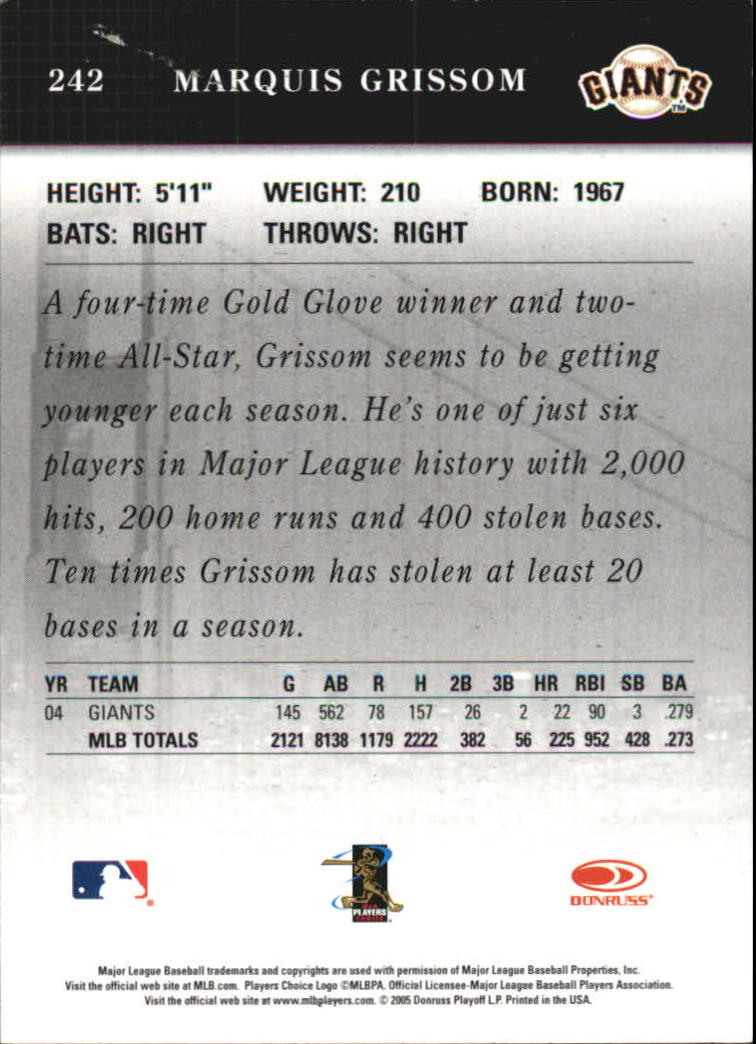 242 MARQUIS GRISSOM GIANTS TM
HEIGHT: 5'11" WEIGHT: 210 BORN: 1967
BATS: RIGHT THROWS: RIGHT
A four-time Gold Glove winner and two-
time All-Star, Grissom seems to be getting
younger each season. He's one of just six
players in Major League history with 2,000
hits, 200 home runs and 400 stolen bases.
Ten times Grissom has stolen at least 20
bases in a season.
YR TEAM G AB R H 2B 3B HR RBI SB BA
04 GIANTS 145 562 78 157 26 2 22 90 3 .279
MLB TOTALS 2121 8138 1179 2222 382 56 225 952 428 .273
PLAYERS
CHOICE
DONRUSS®
Major League Baseball trademarks and copyrights are used with permission of Major League Baseball Properties, Inc.
Visit the official web site at MLB.com. Players Choice Logo ©MLBPA. Official Licensee-Major League Baseball Players Association.
Visit the official web site at www.mlbplayers.com. © 2005 Donruss Playoff L.P. Printed in the USA.